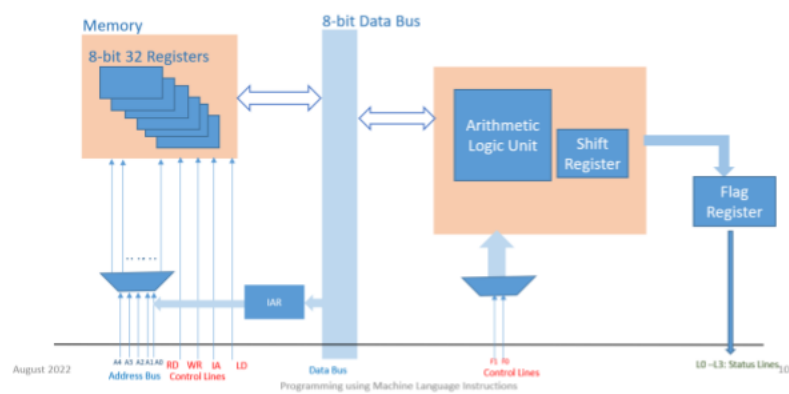 Memory
8-bit Data Bus
8-bit 32 Registers
Arithmetic
Logic Unit
Shift
Register
Flag
Register
IAR
A4 A3 A2 A1 A0
RD WR IA LD
Address Bus
Control Lines
Data Bus
F1 F0
Control Lines
L0 –L3: Status Lines
August 2022
Programming using Machine Language Instructions
10